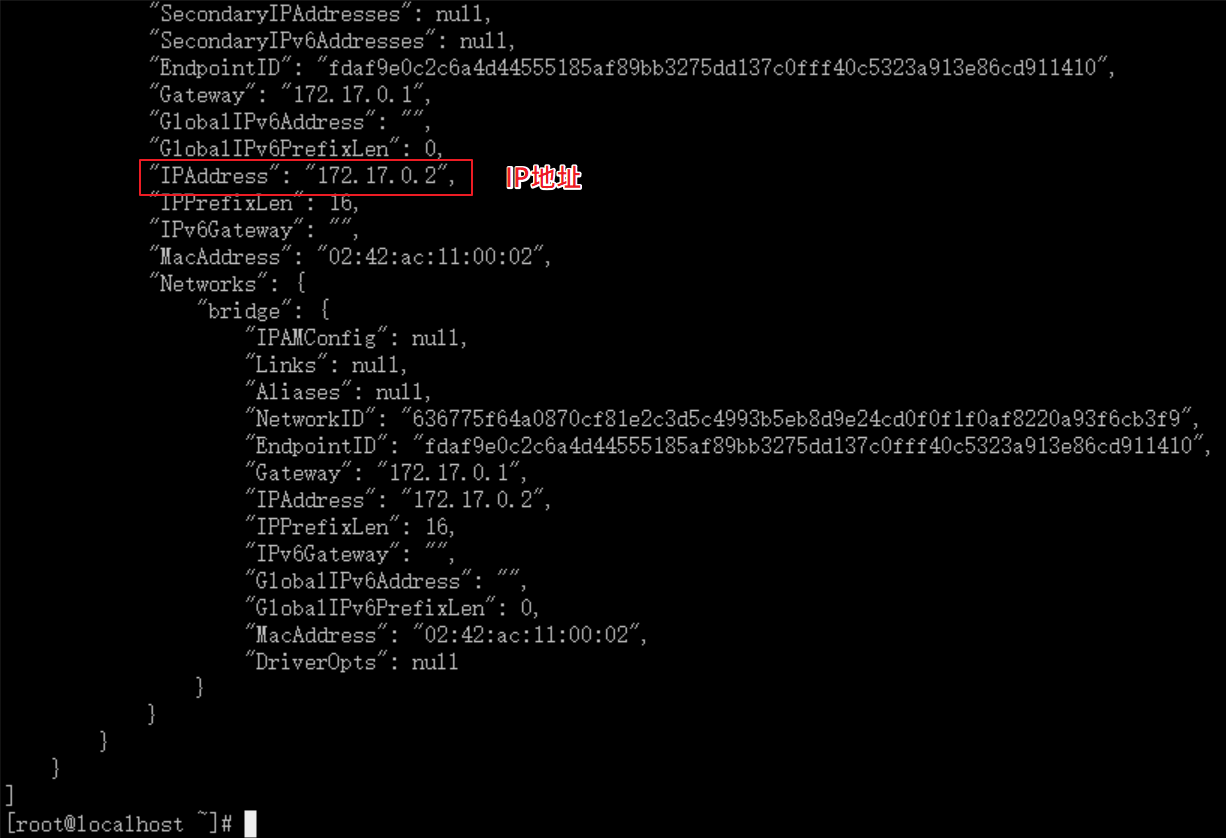 "SecondaryIPAddresses": null,
"SecondaryIPv6Addresses": null,
"EndpointID": "fdaf9e0c2c6a4d44555185af89bb3275dd137c0fff40c5323a913e86cd911410",
"Gateway": "172.17.0.1",
"GlobalIPv6Address": "",
"GlobalIPv6PrefixLen": 0,
"IPAddress": "172.17.0.2", IP地址
"IPPrefixLen": 16,
"IPv6Gateway": "",
"MacAddress": "02:42:ac:11:00:02",
"Networks": {
"bridge": {
"IPAMConfig": null,
"Links": null,
"Aliases": null,
"NetworkID": "636775f64a0870cf81e2c3d5c4993b5eb8d9e24cd0f0f1f0af8220a93f6cb3f9",
"EndpointID": "fdaf9e0c2c6a4d44555185af89bb3275dd137c0fff40c5323a913e86cd911410",
"Gateway": "172.17.0.1",
"IPAddress": "172.17.0.2",
"IPPrefixLen": 16,
"IPv6Gateway": "",
"GlobalIPv6Address": "",
"GlobalIPv6PrefixLen": 0,
"MacAddress": "02:42:ac:11:00:02",
"DriverOpts": null
}
}
}
}
]
[root@localhost ~]#